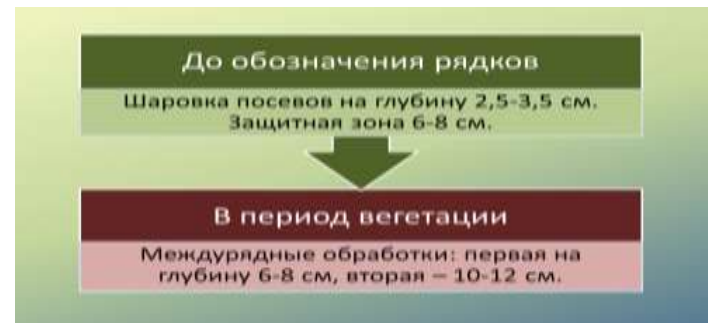 До обозначения рядков
Шаровка посевов на глубину 2,5-3,5 см.
Защитная зона 6-8 см.
В период вегетации
Междурядные обработки: первая на
глубину 6-8 см, вторая – 10-12 см.